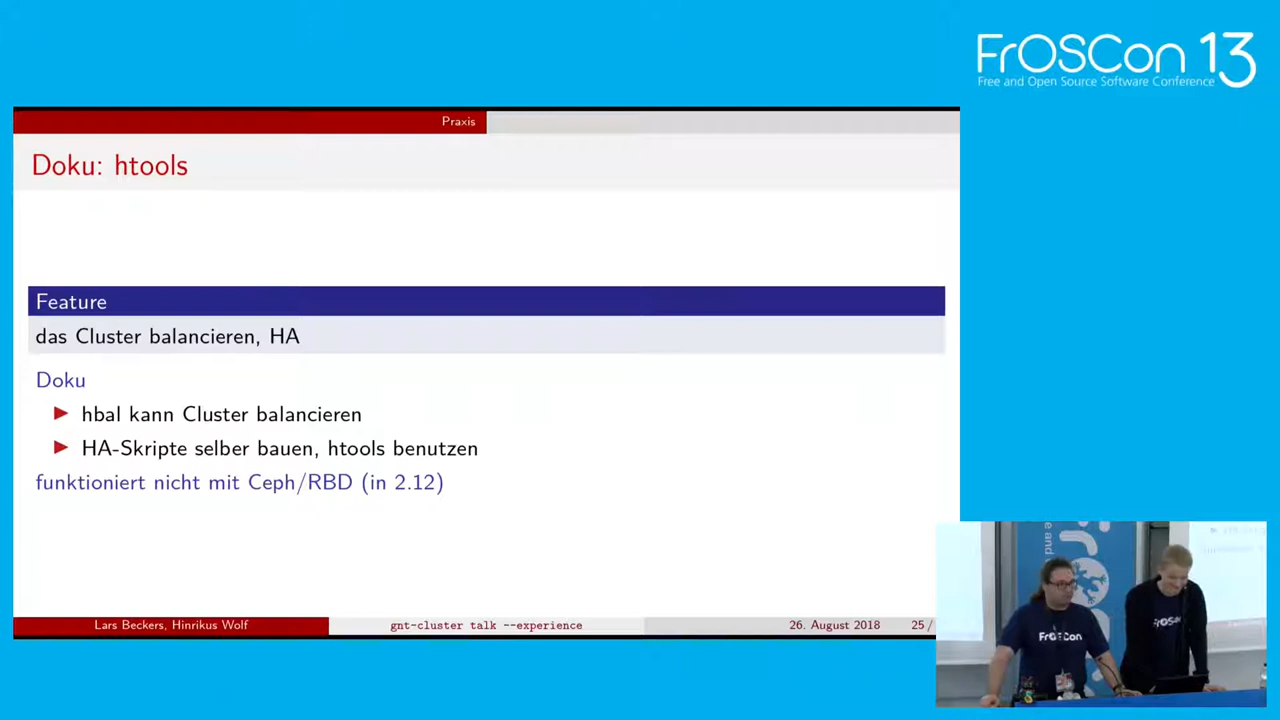 FrOSCon 13
Free and Open Source Software Conference
Praxis
Doku: htools
Feature
das Cluster balancieren, HA
Doku
hbal kann Cluster balancieren
HA-Skripte selber bauen, htools benutzen
funktioniert nicht mit Ceph/RBD (in 2.12)
Lars Beckers, Hinrikus Wolf
gnt-cluster talk --experience
26. August 2018
25 /
FrOSCon
FrOSCon